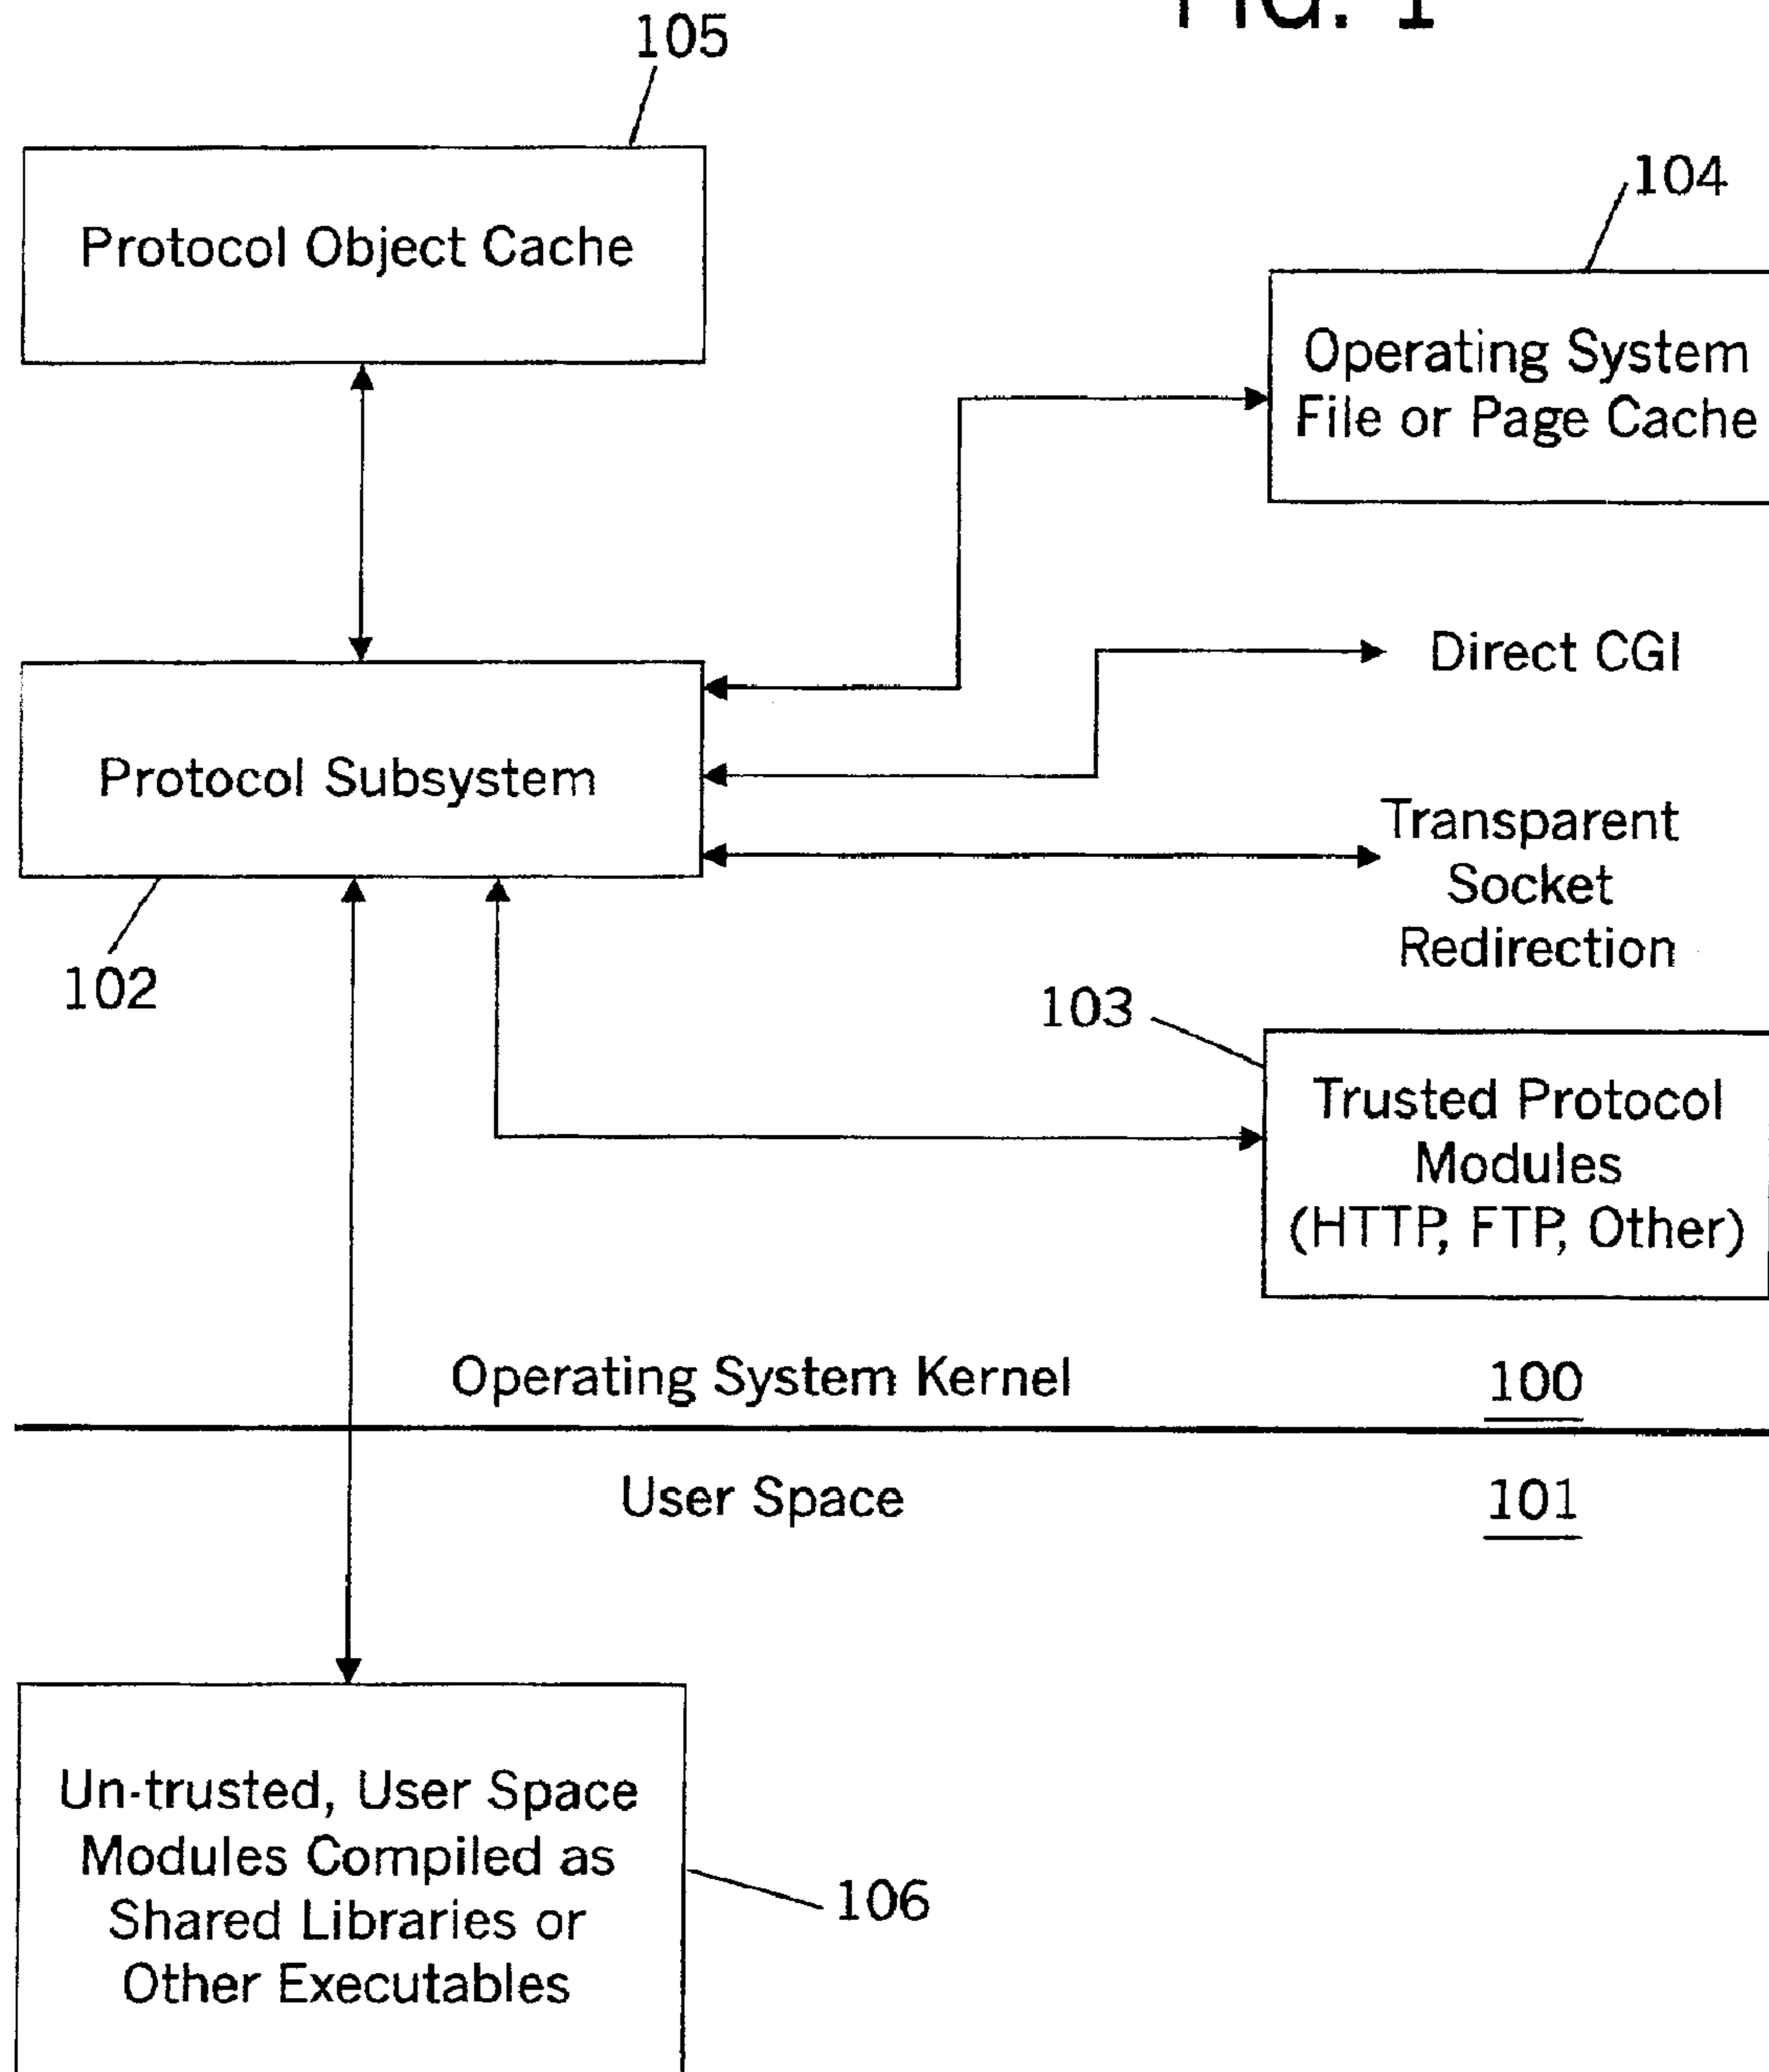 FIG. 1
105
Protocol Object Cache
104
Operating System
File or Page Cache
Direct CGI
Protocol Subsystem
Transparent
Socket
Redirection
102
103
Trusted Protocol
Modules
(HTTP, FTP, Other)
Operating System Kernel
100
User Space
101
Un-trusted, User Space
Modules Compiled as
Shared Libraries or
Other Executables
106